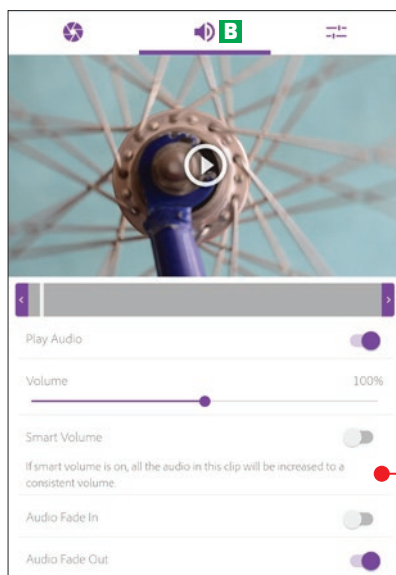 B
Play Audio
Volume 100%
Smart Volume
If smart volume is on, all the audio in this clip will be increased to a
consistent volume.
Audio Fade In
Audio Fade Out